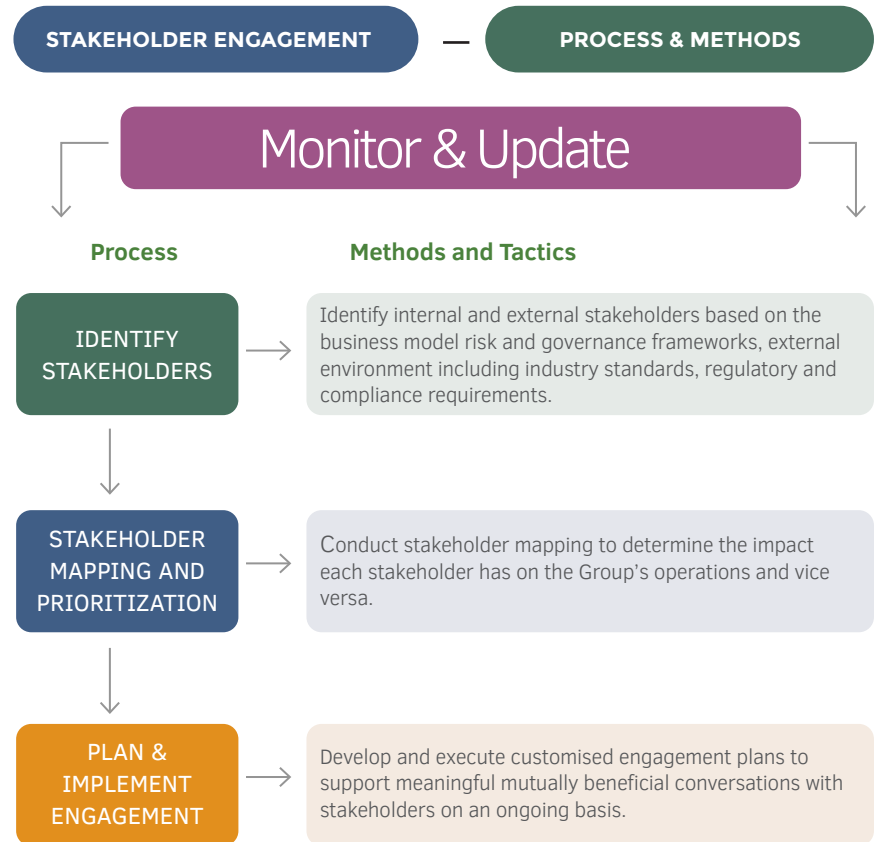 STAKEHOLDER ENGAGEMENT — PROCESS & METHODS
Monitor & Update
Process
Methods and Tactics
IDENTIFY
STAKEHOLDERS
Identify internal and external stakeholders based on the
business model risk and governance frameworks, external
environment including industry standards, regulatory and
compliance requirements.
STAKEHOLDER
MAPPING AND
PRIORITIZATION
Conduct stakeholder mapping to determine the impact
each stakeholder has on the Group’s operations and vice
versa.
PLAN &
IMPLEMENT
ENGAGEMENT
Develop and execute customised engagement plans to
support meaningful mutually beneficial conversations with
stakeholders on an ongoing basis.